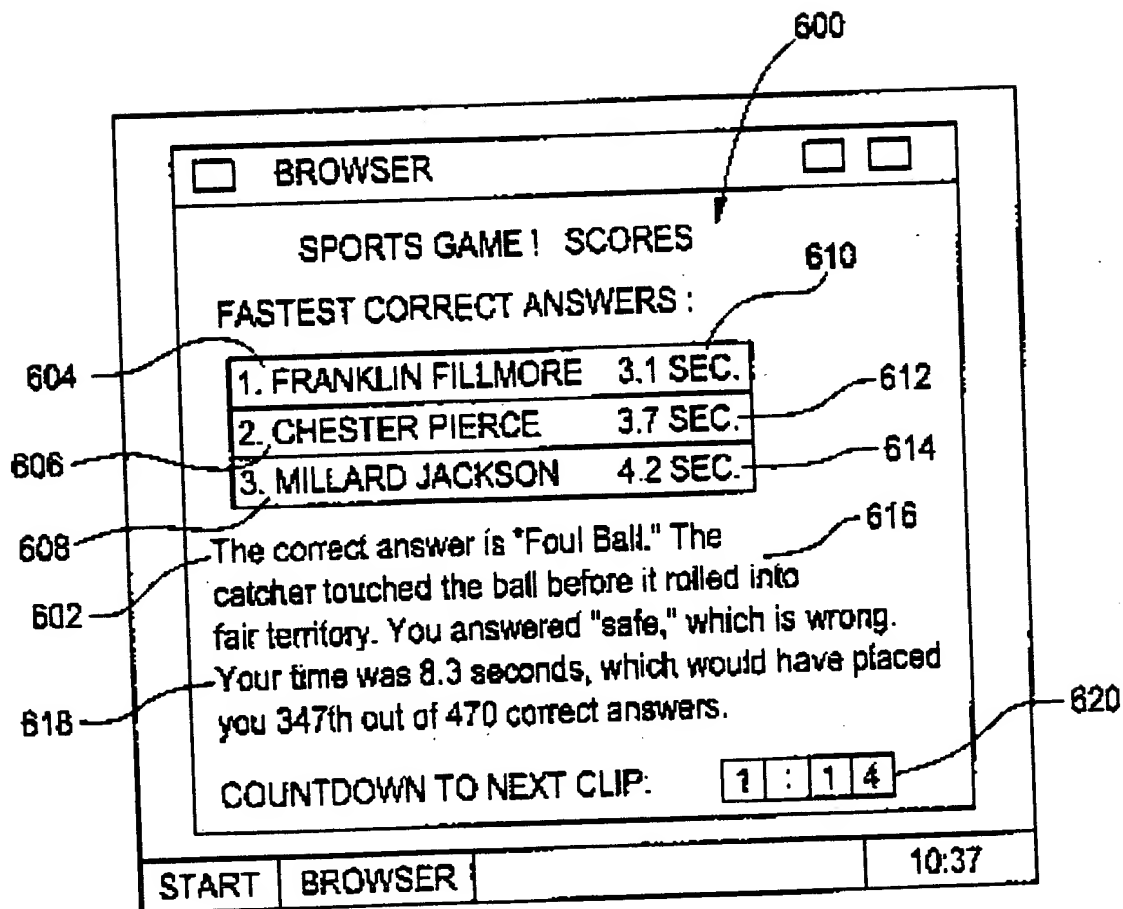 600
BROWSER
SPORTS GAME! SCORES
610
FASTEST CORRECT ANSWERS:
604
1. FRANKLIN FILLMORE 3.1 SEC.
612
2. CHESTER PIERCE 3.7 SEC.
606
3. MILLARD JACKSON 4.2 SEC.
614
608
616
The correct answer is "Foul Ball." The
602
catcher touched the ball before it rolled into
fair territory. You answered "safe," which is wrong.
Your time was 8.3 seconds, which would have placed
618
you 347th out of 470 correct answers.
620
COUNTDOWN TO NEXT CLIP: 1 : 1 4
START BROWSER 10:37